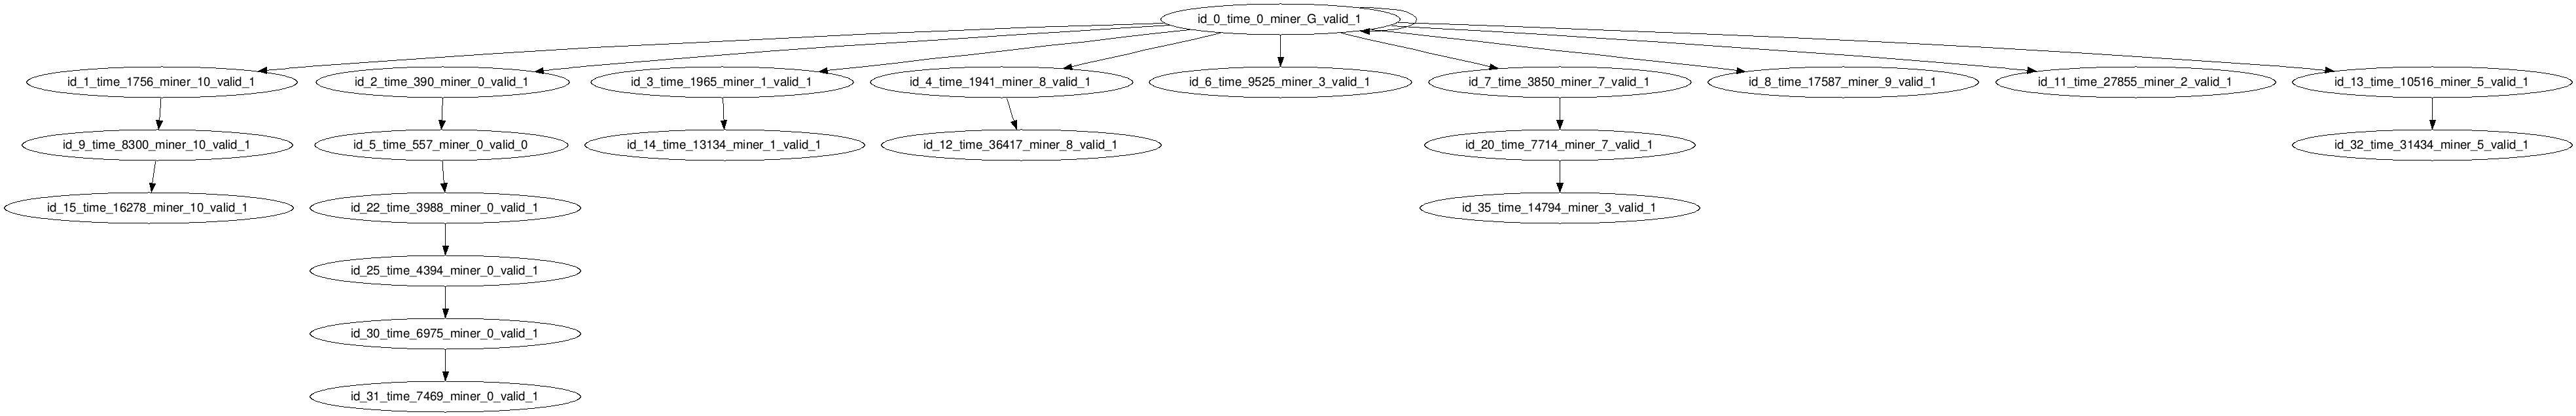 id_0_time_0_miner_G_valid_1
id_1_time_1756_miner_10_valid_1
id_2_time_390_miner_0_valid_1
id_3_time_1965_miner_1_valid_1
id_4_time_1941_miner_8_valid_1
id_6_time_9525_miner_3_valid_1
id_7_time_3850_miner_7_valid_1
id_8_time_17587_miner_9_valid_1
id_11_time_27855_miner_2_valid_1
id_13_time_10516_miner_5_valid_1
id_9_time_8300_miner_10_valid_1
id_5_time_557_miner_0_valid_0
id_14_time_13134_miner_1_valid_1
id_12_time_36417_miner_8_valid_1
id_20_time_7714_miner_7_valid_1
id_32_time_31434_miner_5_valid_1
id_15_time_16278_miner_10_valid_1
id_22_time_3988_miner_0_valid_1
id_35_time_14794_miner_3_valid_1
id_25_time_4394_miner_0_valid_1
id_30_time_6975_miner_0_valid_1
id_31_time_7469_miner_0_valid_1